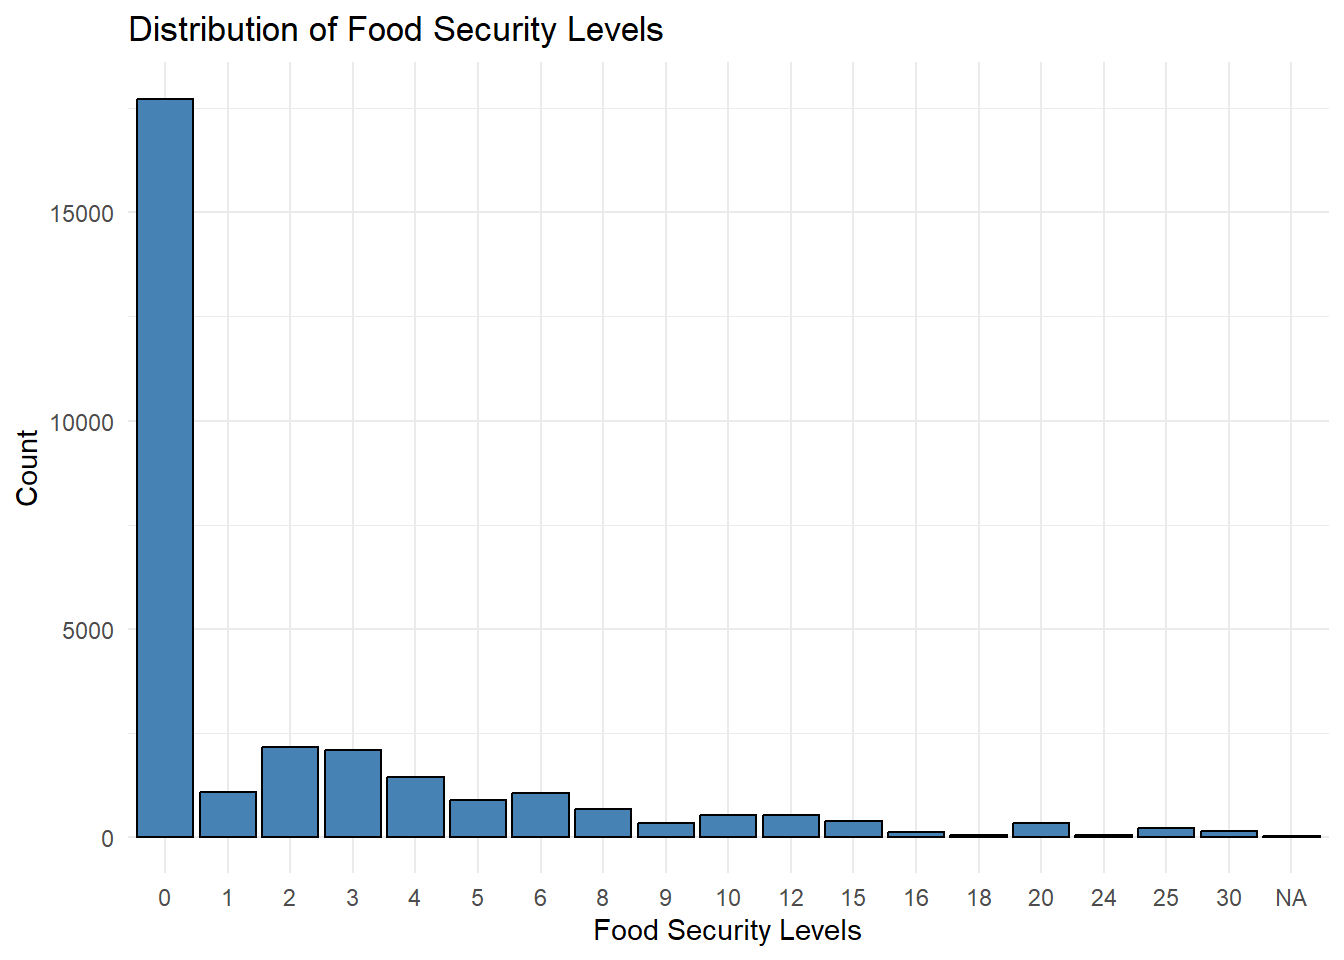 Distribution of Food Security Levels
Count
15000
10000
5000
0
0 1 2 3 4 5 6 8 9 10 12 15 16 18 20 24 25 30 NA
Food Security Levels